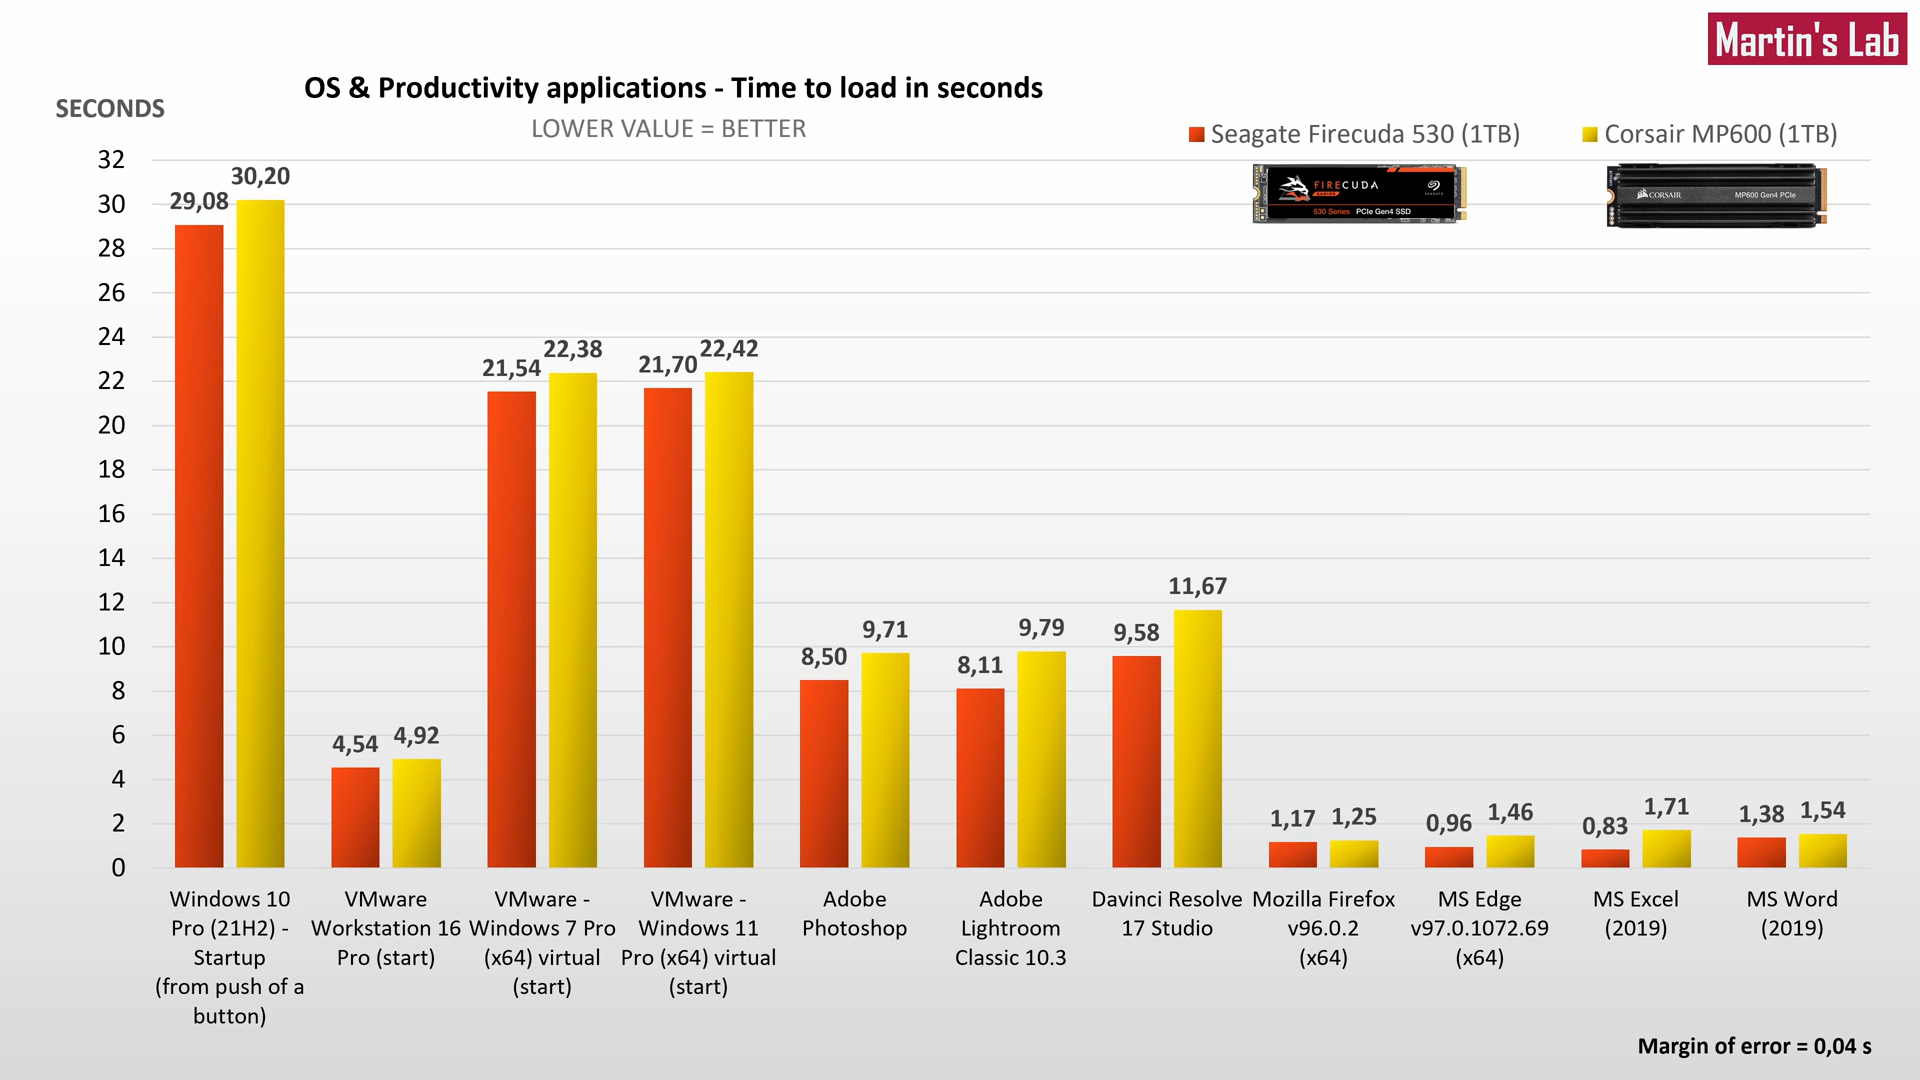 Martin's Lab
OS & Productivity applications - Time to load in seconds
SECONDS
LOWER VALUE = BETTER
Seagate Firecuda 530 (1TB)
Corsair MP600 (1TB)
FIRECUDA
GAMING
SEAGATE
530 Series PCIe Gen4 SSD
CORSAIR
MP600 Gen4 PCIe
32
30
28
26
24
22
20
18
16
14
12
10
8
6
4
2
0
29,08
30,20
4,54
4,92
21,54
22,38
21,70
22,42
8,50
9,71
8,11
9,79
9,58
11,67
1,17
1,25
0,96
1,46
0,83
1,71
1,38
1,54
Windows 10
Pro (21H2) -
Startup
(from push of a
button)
VMware
Workstation 16
Pro (start)
VMware -
Windows 7 Pro
(x64) virtual
(start)
VMware -
Windows 11
Pro (x64) virtual
(start)
Adobe
Photoshop
Adobe
Lightroom
Classic 10.3
Davinci Resolve
17 Studio
Mozilla Firefox
v96.0.2
(x64)
MS Edge
v97.0.1072.69
(x64)
MS Excel
(2019)
MS Word
(2019)
Margin of error = 0,04 s